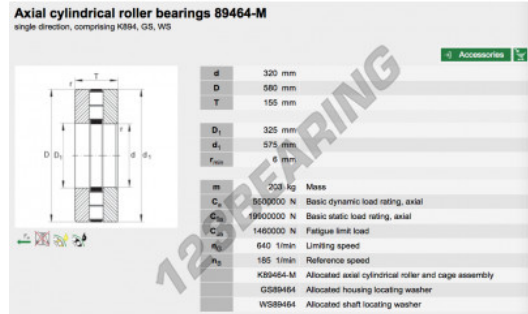 Axial cylindrical roller bearings 89464-M
single direction, comprising K894, GS, WS
Accessories
r T
r
D D1 d d1
d 320 mm
D 580 mm
T 155 mm
D1 325 mm
d1 575 mm
rmin 6 mm
m 203 kg Mass
Ca 5500000 N Basic dynamic load rating, axial
C0a 19900000 N Basic static load rating, axial
Cua 1460000 N Fatigue limit load
nG 640 1/min Limiting speed
nB 185 1/min Reference speed
K89464-M Allocated axial cylindrical roller and cage assembly
GS89464 Allocated housing locating washer
WS89464 Allocated shaft locating washer
123BEARING